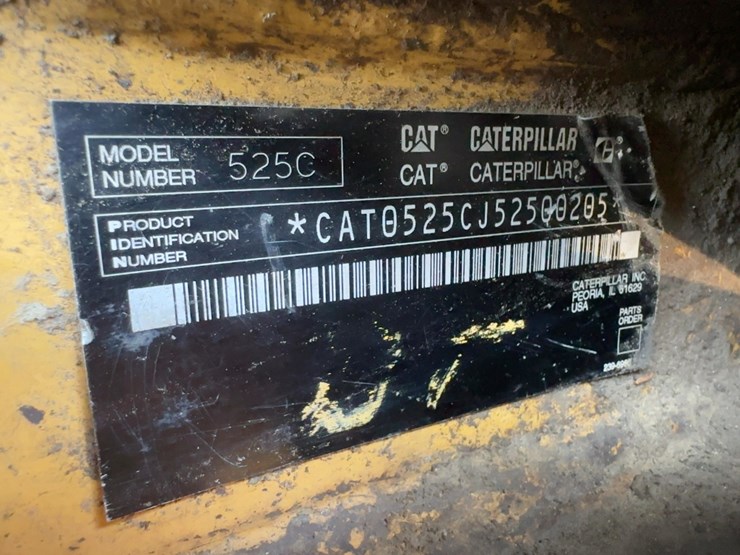 CAT® CATERPILLAR®
MODEL NUMBER 525C
CAT® CATERPILLAR®
PRODUCT IDENTIFICATION NUMBER
*CAT0525CJ52500205
CATERPILLAR INC.
PEORIA, IL 61629
USA
PARTS
ORDER